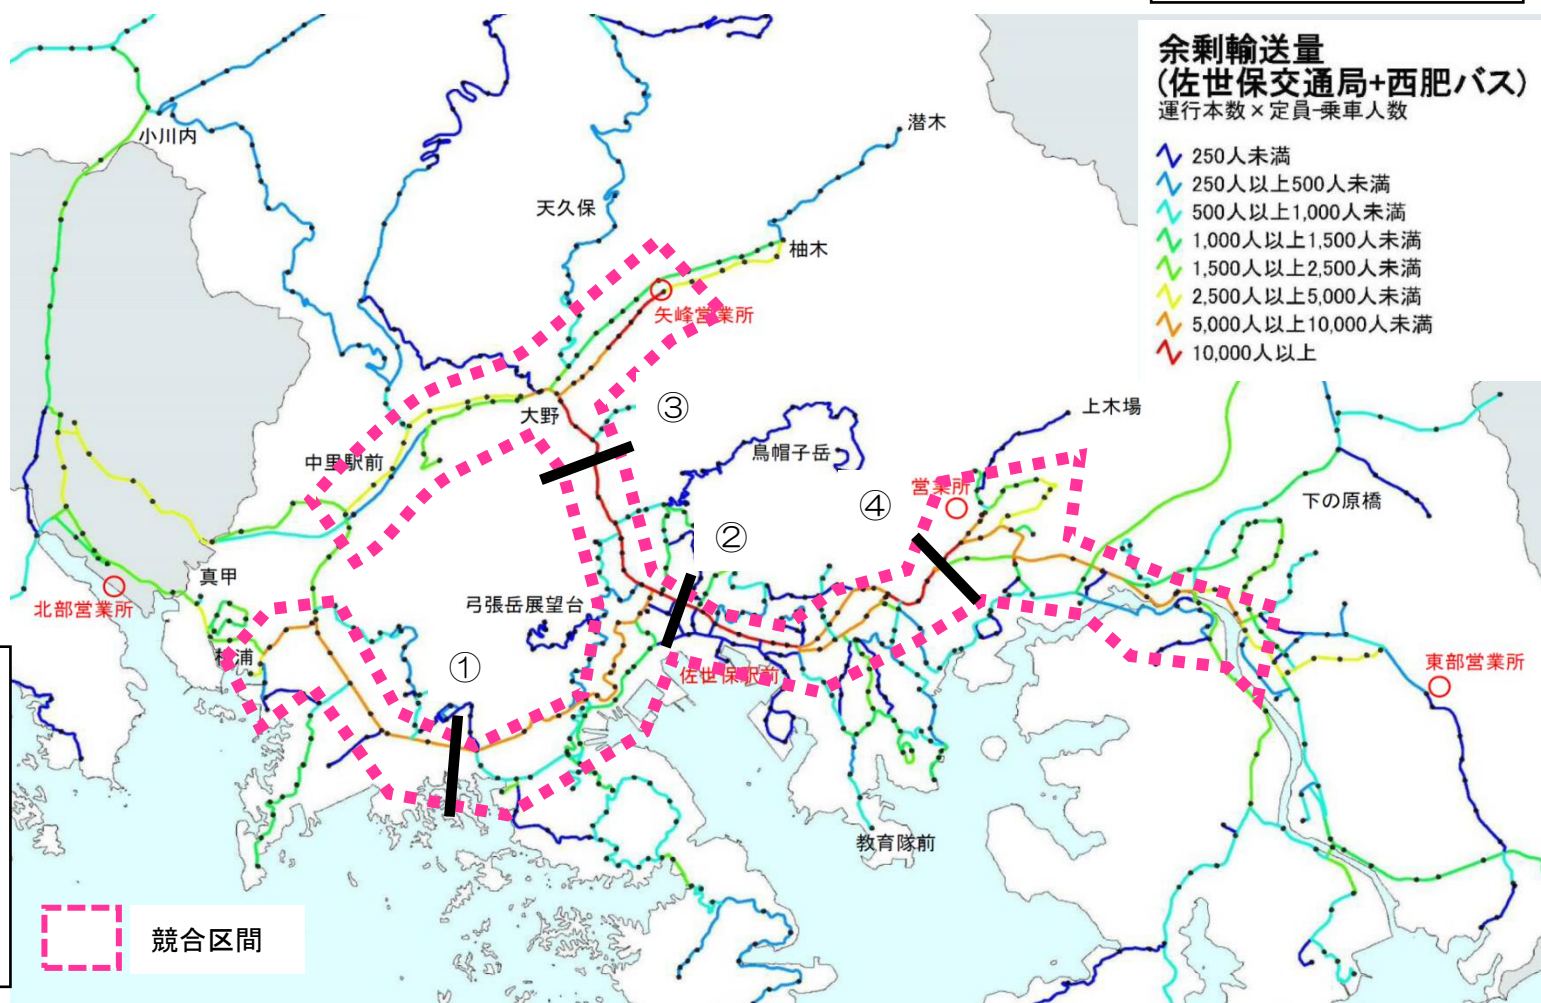 余剰輸送量
(佐世保交通局+西肥バス)
運行本数×定員-乗車人数
250人未満
250人以上500人未満
500人以上1,000人未満
1,000人以上1,500人未満
1,500人以上2,500人未満
2,500人以上5,000人未満
5,000人以上10,000人未満
10,000人以上
小川内
潜木
天久保
柚木
矢峰営業所
大野
③
上木場
中里駅前
烏帽子岳
営業所
④
下の原橋
②
真申
北部営業所
弓張岳展望台
①
佐世保駅前
東部営業所
教育隊前
競合区間